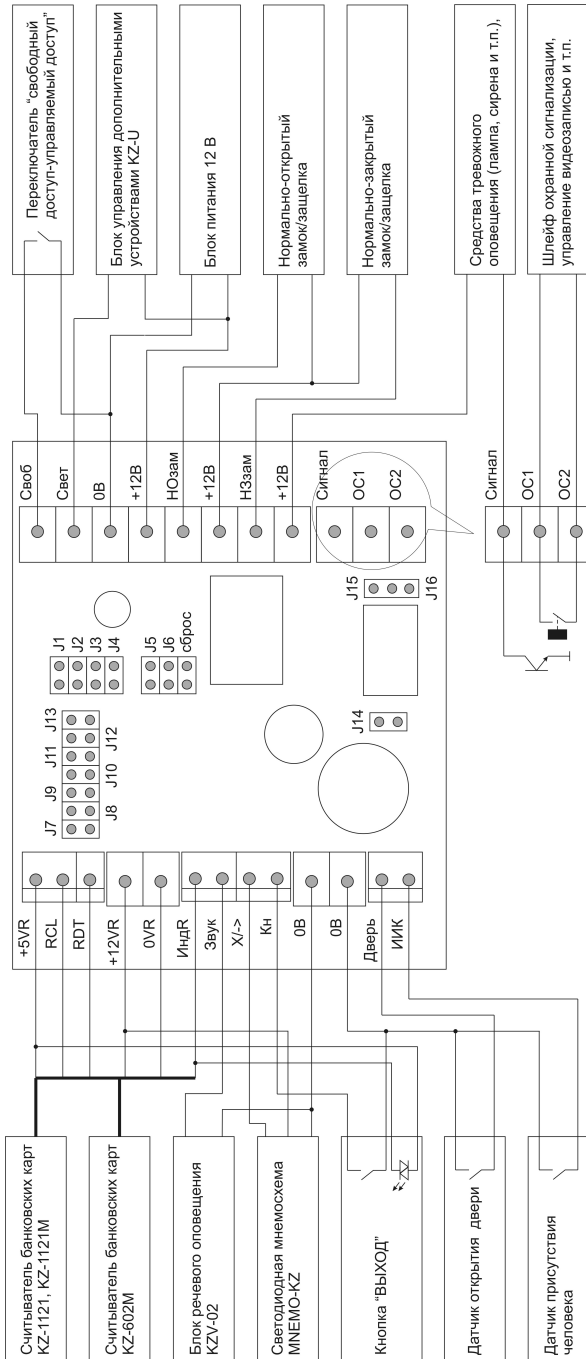 Переключатель “свободный
доступ-управляемый доступ”
Блок управления дополнительными
устройствами KZ-U
Блок питания 12 В
Нормально-открытый
замок/защелка
Нормально-закрытый
замок/защелка
Средства тревожного
оповещения (лампа, сирена и т.п.),
Шлейф охранной сигнализации,
управление видеозаписью и т.п.
Своб
Свет
0В
+12В
НОзам
+12В
НЗзам
+12В
Сигнал
ОС1
ОС2
Сигнал
ОС1
ОС2
J1
J2
J3
J4
J5
J6
сброс
J15
J16
J13
J11
J9
J7
J12
J10
J8
J14
+5VR
RCL
RDT
+12VR
0VR
ИндR
Звук
X/->
Кн
0В
0В
Дверь
ИИК
Считыватель банковских карт
KZ-1121, KZ-1121M
Считыватель банковских карт
KZ-602M
Блок речевого оповещения
KZV-02
Светодиодная мнемосхема
MNEMO-KZ
Кнопка “ВЫХОД”
Датчик открытия двери
Датчик присутствия
человека